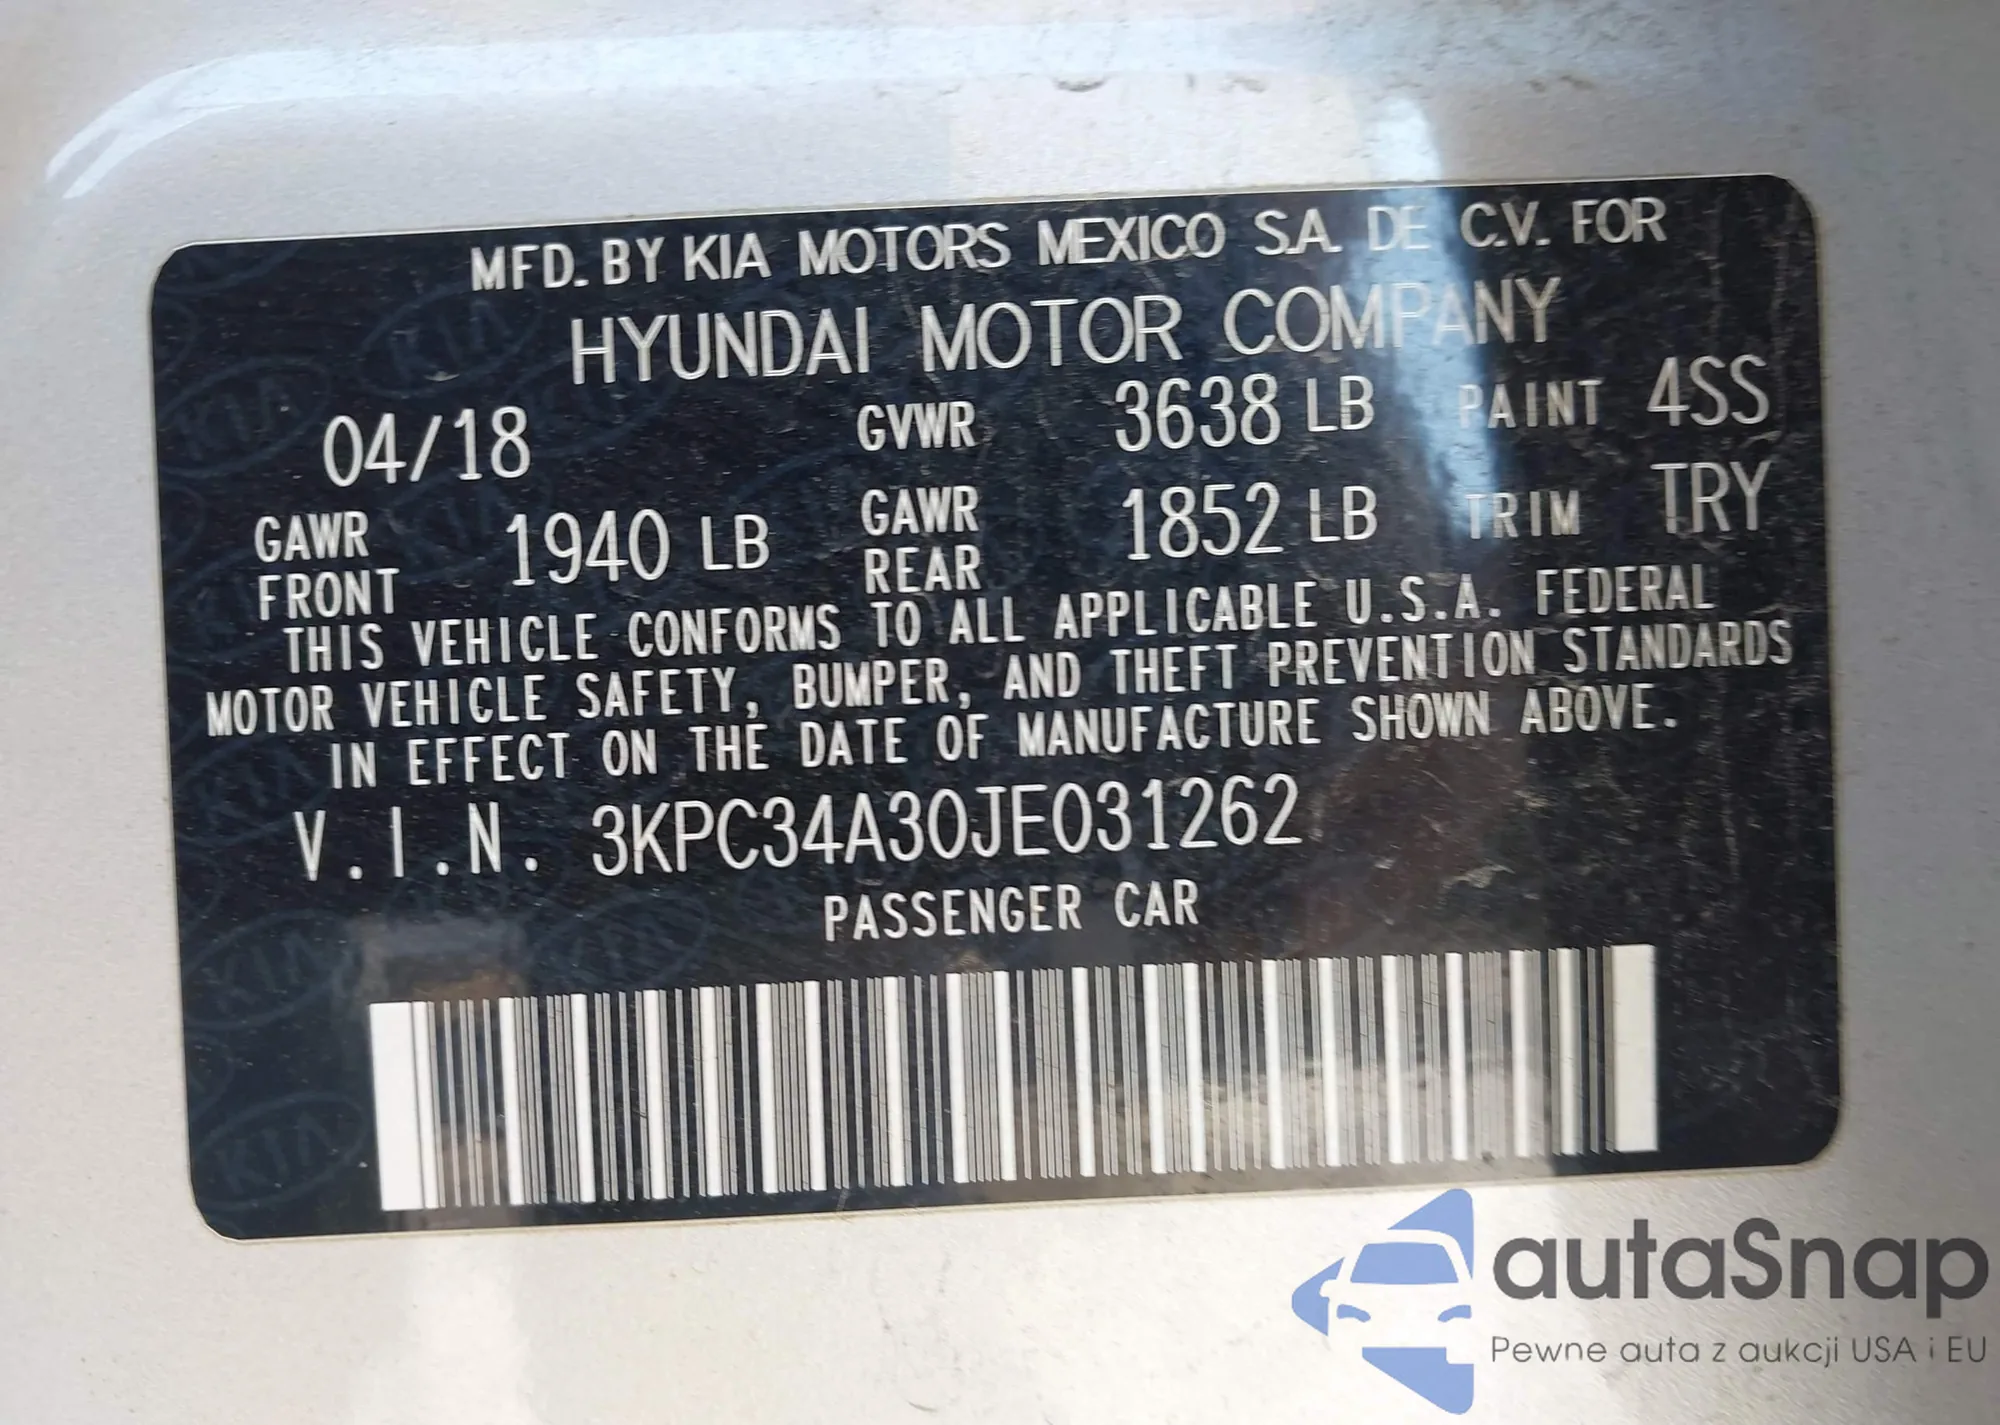 MFD. BY KIA MOTORS MEXICO S.A. DE C.V. FOR
HYUNDAI MOTOR COMPANY
04/18 GVWR 3638 LB PAINT 4SS
GAWR FRONT 1940 LB GAWR REAR 1852 LB TRIM TRY
THIS VEHICLE CONFORMS TO ALL APPLICABLE U.S.A. FEDERAL
MOTOR VEHICLE SAFETY, BUMPER, AND THEFT PREVENTION STANDARDS
IN EFFECT ON THE DATE OF MANUFACTURE SHOWN ABOVE.
V.I.N. 3KPC34A30JE031262
PASSENGER CAR
autaSnap
Pewne auta z aukcji USA i EU